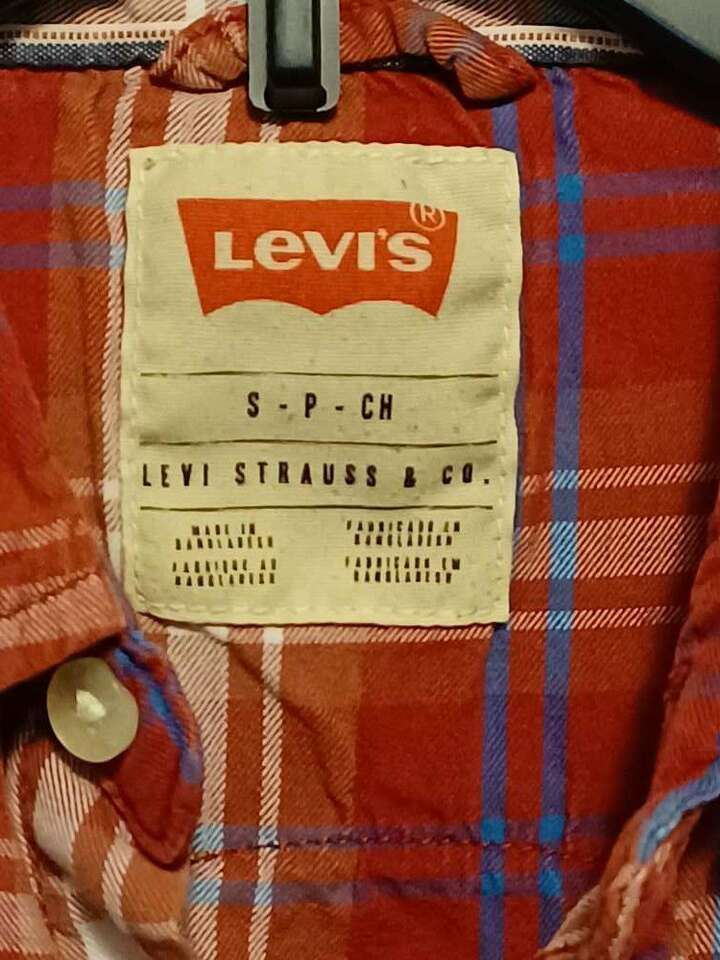 LEVI'S ®
S - P - CH
LEVI STRAUSS & CO.
MADE IN
BANGLADESH
FABRIQUÉ AU
BANGLADESH
FABRICADO EN
BANGLADESH
FABRICADO EM
BANGLADESH